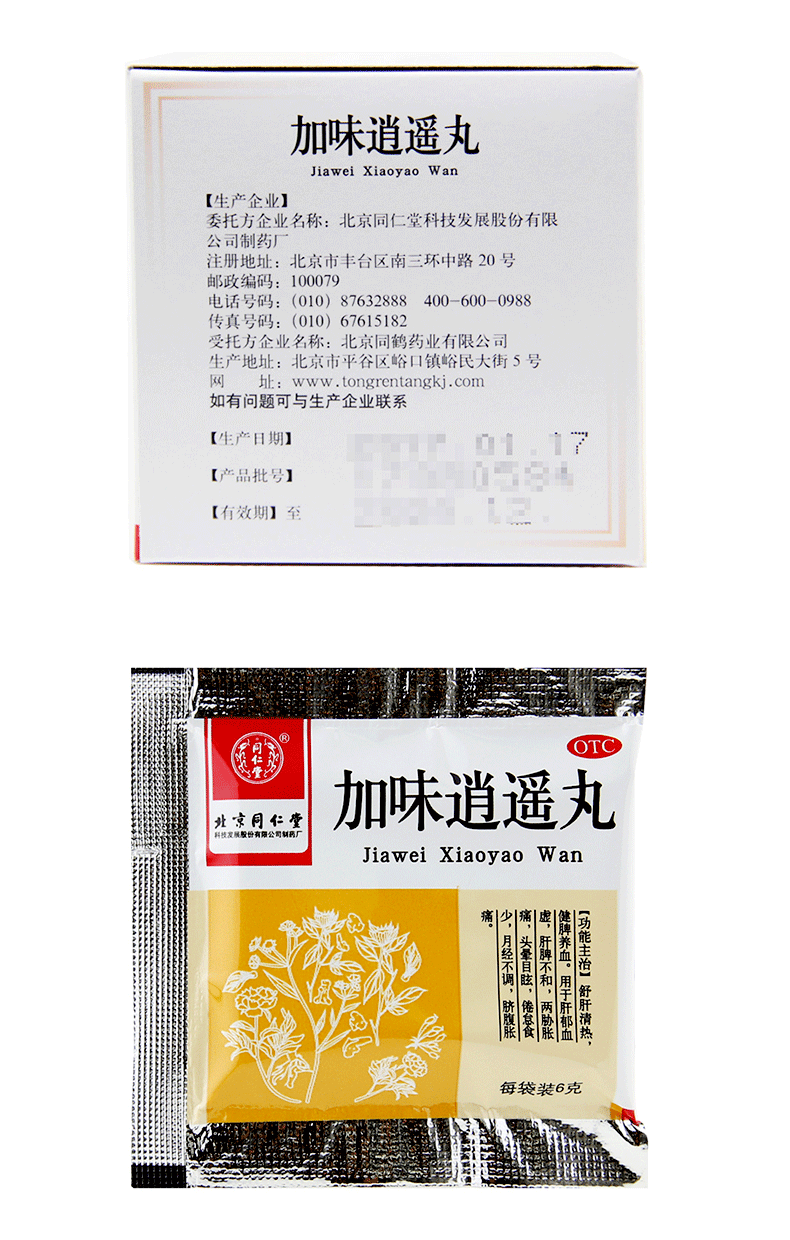 加味逍遥丸
Jiawei Xiaoyao Wan
【生产企业】
委托方企业名称：北京同仁堂科技发展股份有限
公司制药厂
注册地址：北京市丰台区南三环中路 20 号
邮政编码：100079
电话号码：（010）87632888 400-600-0988
传真号码：（010）67615182
受托方企业名称：北京同鹤药业有限公司
生产地址：北京市平谷区峪口镇峪民大街 5 号
网 址：www.tongrentangkj.com
如有问题可与生产企业联系
【生产日期】 .01.17
【产品批号】 0584
【有效期】至 .12.
同仁堂®
OTC
北京同仁堂
科技发展股份有限公司制药厂
加味逍遥丸
Jiawei Xiaoyao Wan
【功能主治】舒肝清热，
健脾养血。用于肝郁血
虚，肝脾不和，两胁胀
痛，头晕目眩，倦怠食
少，月经不调，脐腹胀
痛。
每袋装6克